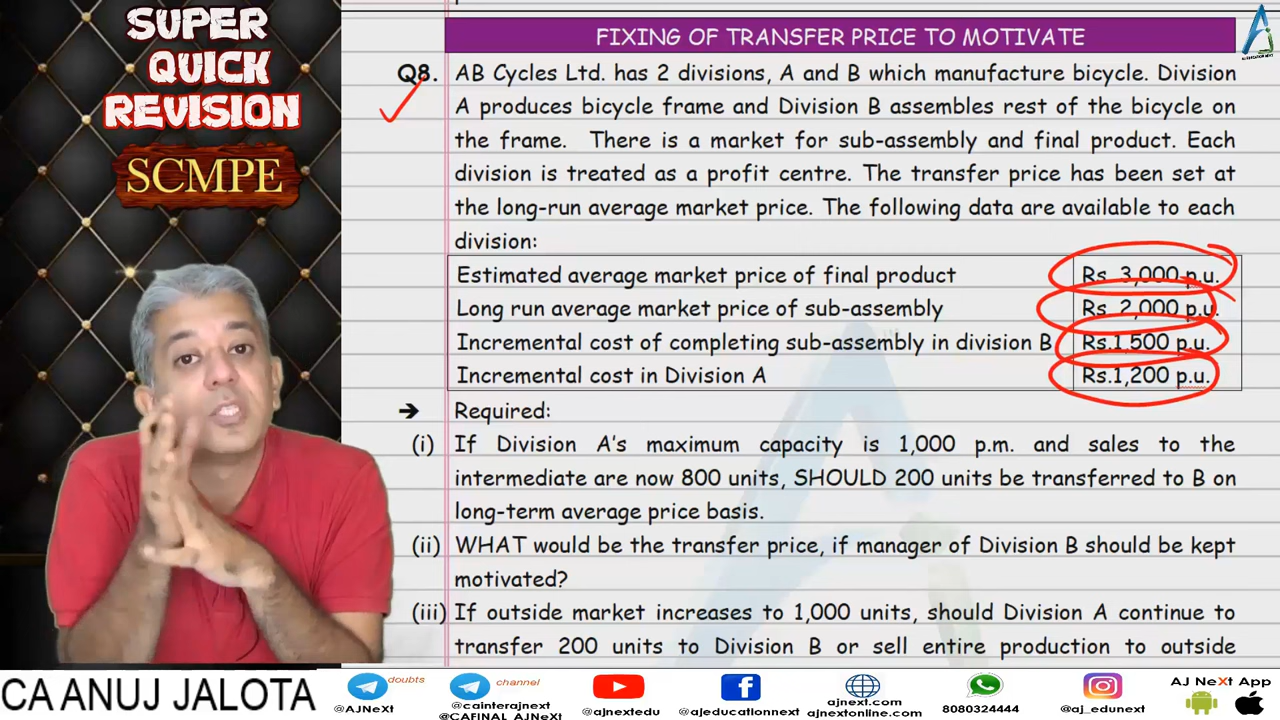 SUPER
QUICK
REVISION
SCMPE
FIXING OF TRANSFER PRICE TO MOTIVATE
Q8. AB Cycles Ltd. has 2 divisions, A and B which manufacture bicycle. Division
A produces bicycle frame and Division B assembles rest of the bicycle on
the frame. There is a market for sub-assembly and final product. Each
division is treated as a profit centre. The transfer price has been set at
the long-run average market price. The following data are available to each
division:
Estimated average market price of final product Rs. 3,000 p.u.
Long run average market price of sub-assembly Rs. 2,000 p.u.
Incremental cost of completing sub-assembly in division B Rs.1,500 p.u.
Incremental cost in Division A Rs.1,200 p.u.
➔ Required:
(i) If Division A's maximum capacity is 1,000 p.m. and sales to the
intermediate are now 800 units, SHOULD 200 units be transferred to B on
long-term average price basis.
(ii) WHAT would be the transfer price, if manager of Division B should be kept
motivated?
(iii) If outside market increases to 1,000 units, should Division A continue to
transfer 200 units to Division B or sell entire production to outside
CA ANUJ JALOTA
doubts
@AJNeXt
channel
@cainterajnext
@CAFINAL_AJNeXt
@ajnextedu
@ajeducationnext
ajnext.com
ajnextonline.com
8080324444
@aj_edunext
AJ NeXt App